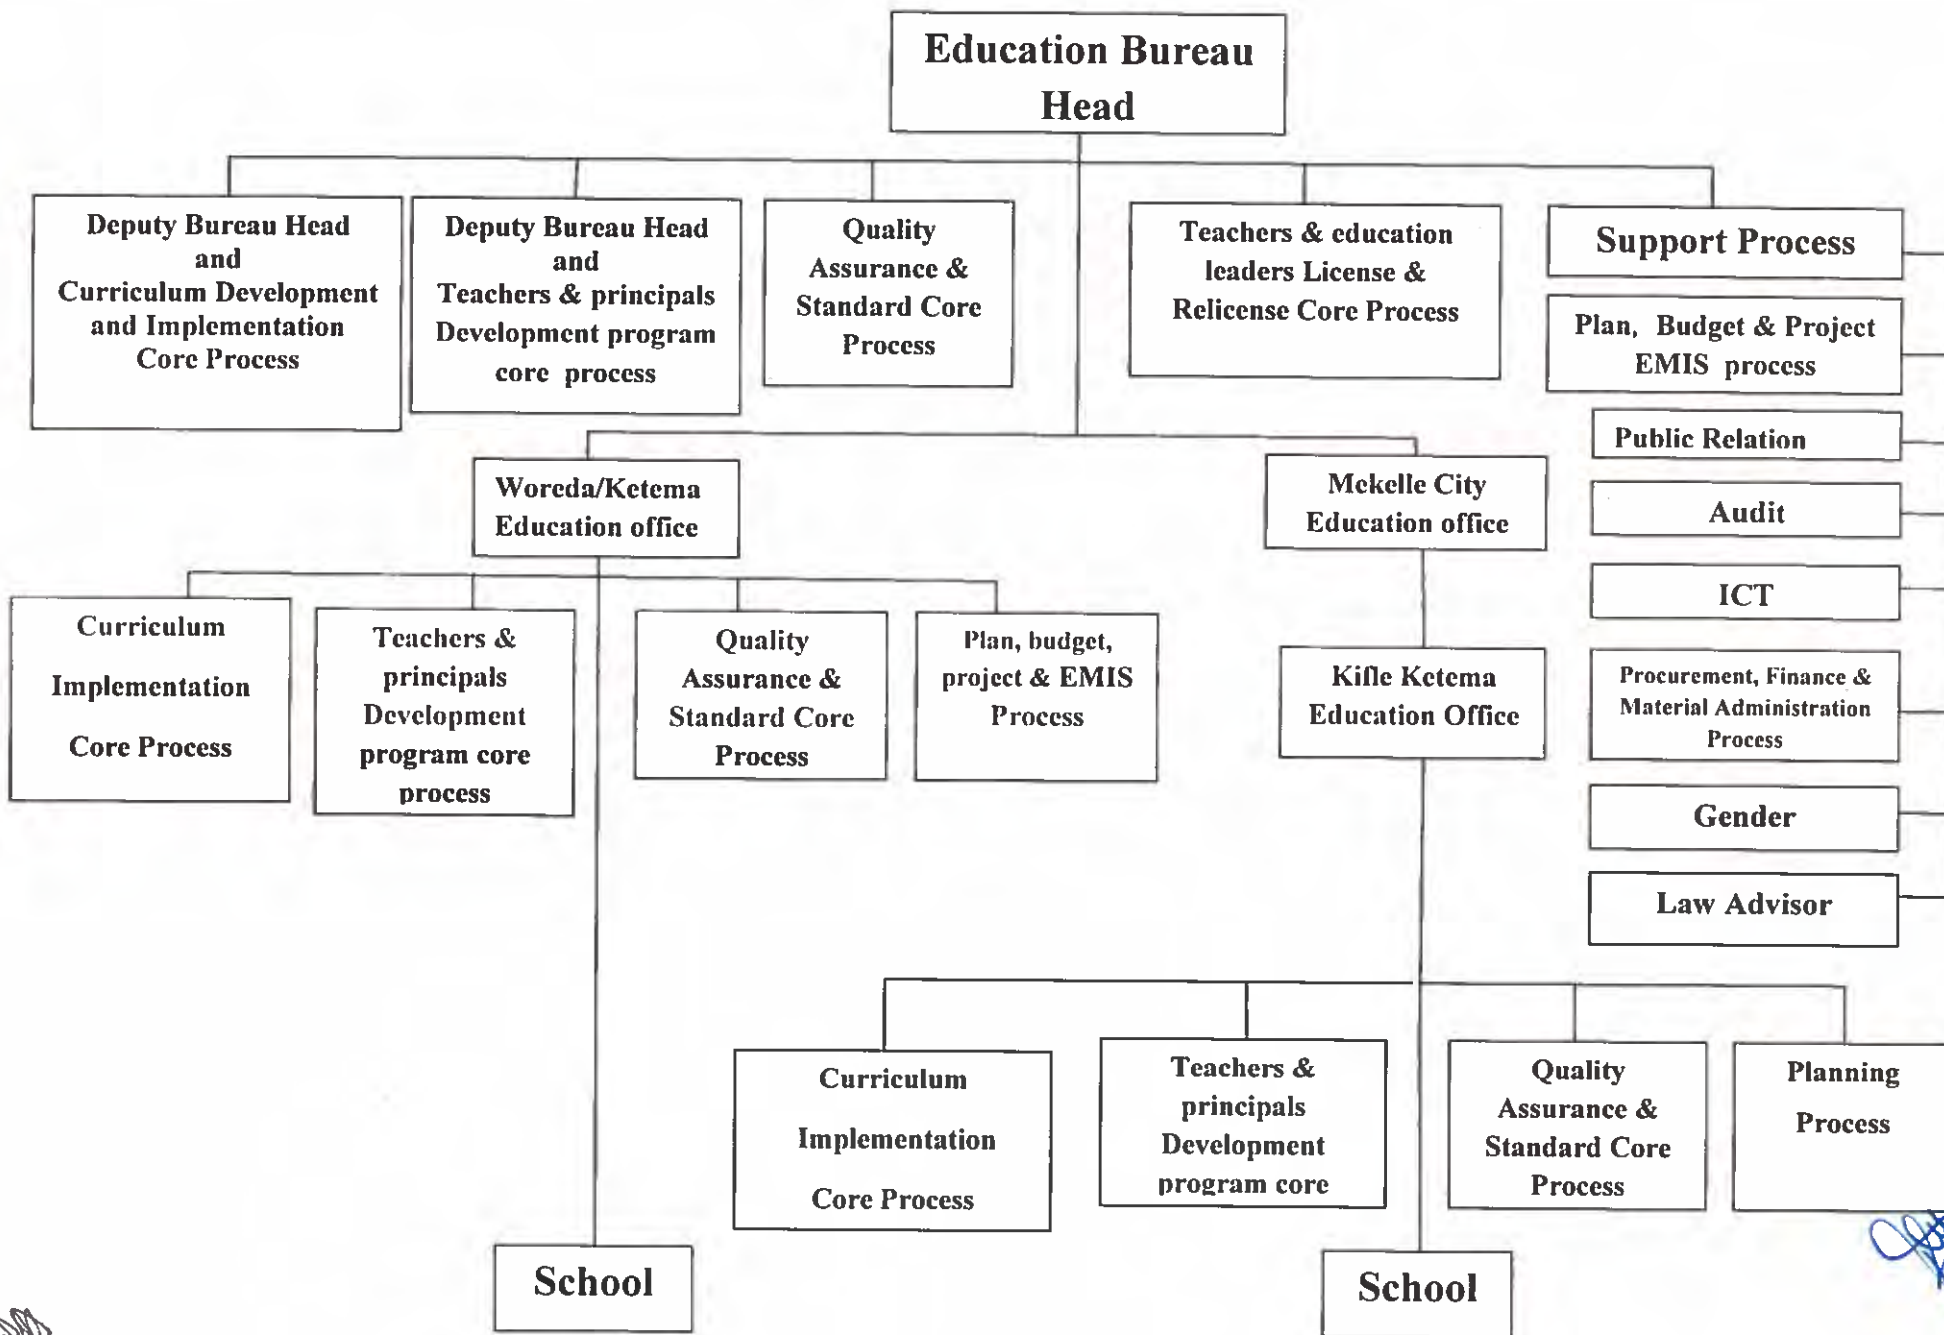 Education Bureau
Head
Deputy Bureau Head
and
Curriculum Development
and Implementation
Core Process
Deputy Bureau Head
and
Teachers & principals
Development program
core process
Quality
Assurance &
Standard Core
Process
Teachers & education
leaders License &
Relicense Core Process
Support Process
Plan, Budget & Project
EMIS process
Public Relation
Audit
ICT
Procurement, Finance &
Material Administration
Process
Gender
Law Advisor
Woreda/Ketema
Education office
Mekelle City
Education office
Curriculum
Implementation
Core Process
Teachers &
principals
Development
program core
process
Quality
Assurance &
Standard Core
Process
Plan, budget,
project & EMIS
Process
Kifle Ketema
Education Office
Curriculum
Implementation
Core Process
Teachers &
principals
Development
program core
Quality
Assurance &
Standard Core
Process
Planning
Process
School
School